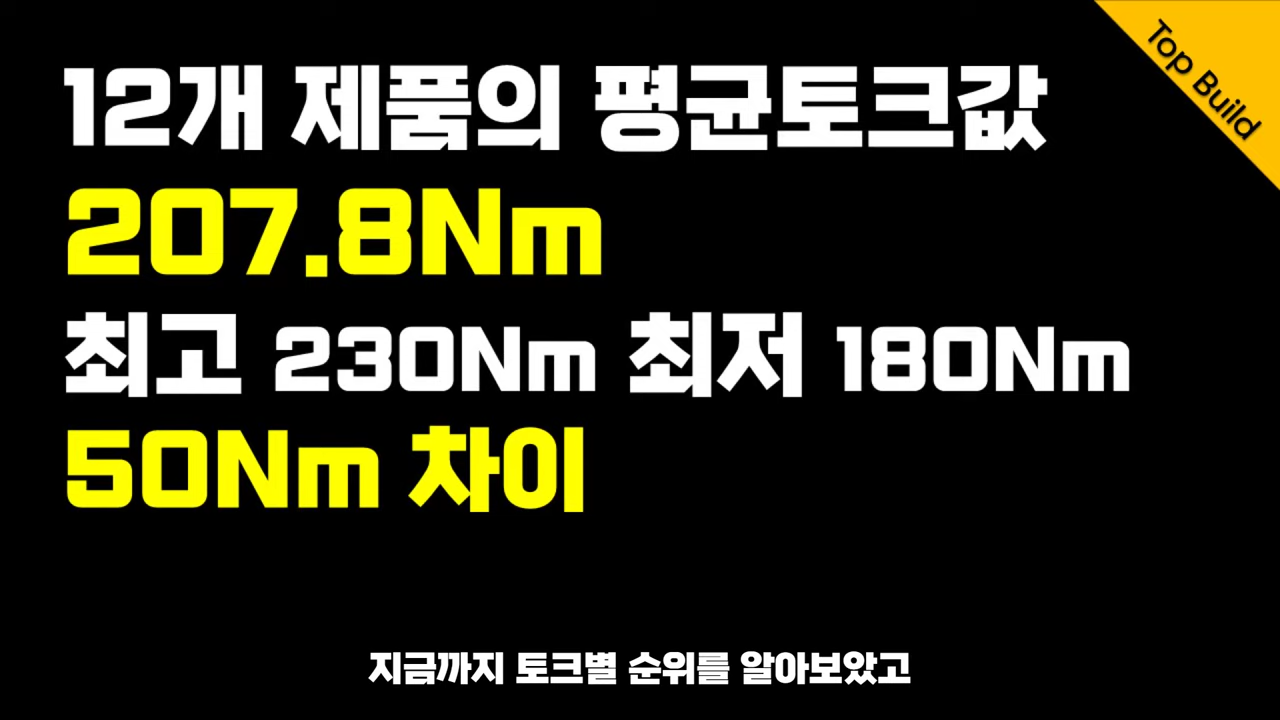 12개 제품의 평균토크값
207.8Nm
최고 230Nm 최저 180Nm
50Nm 차이
지금까지 토크별 순위를 알아보았고
Top Build